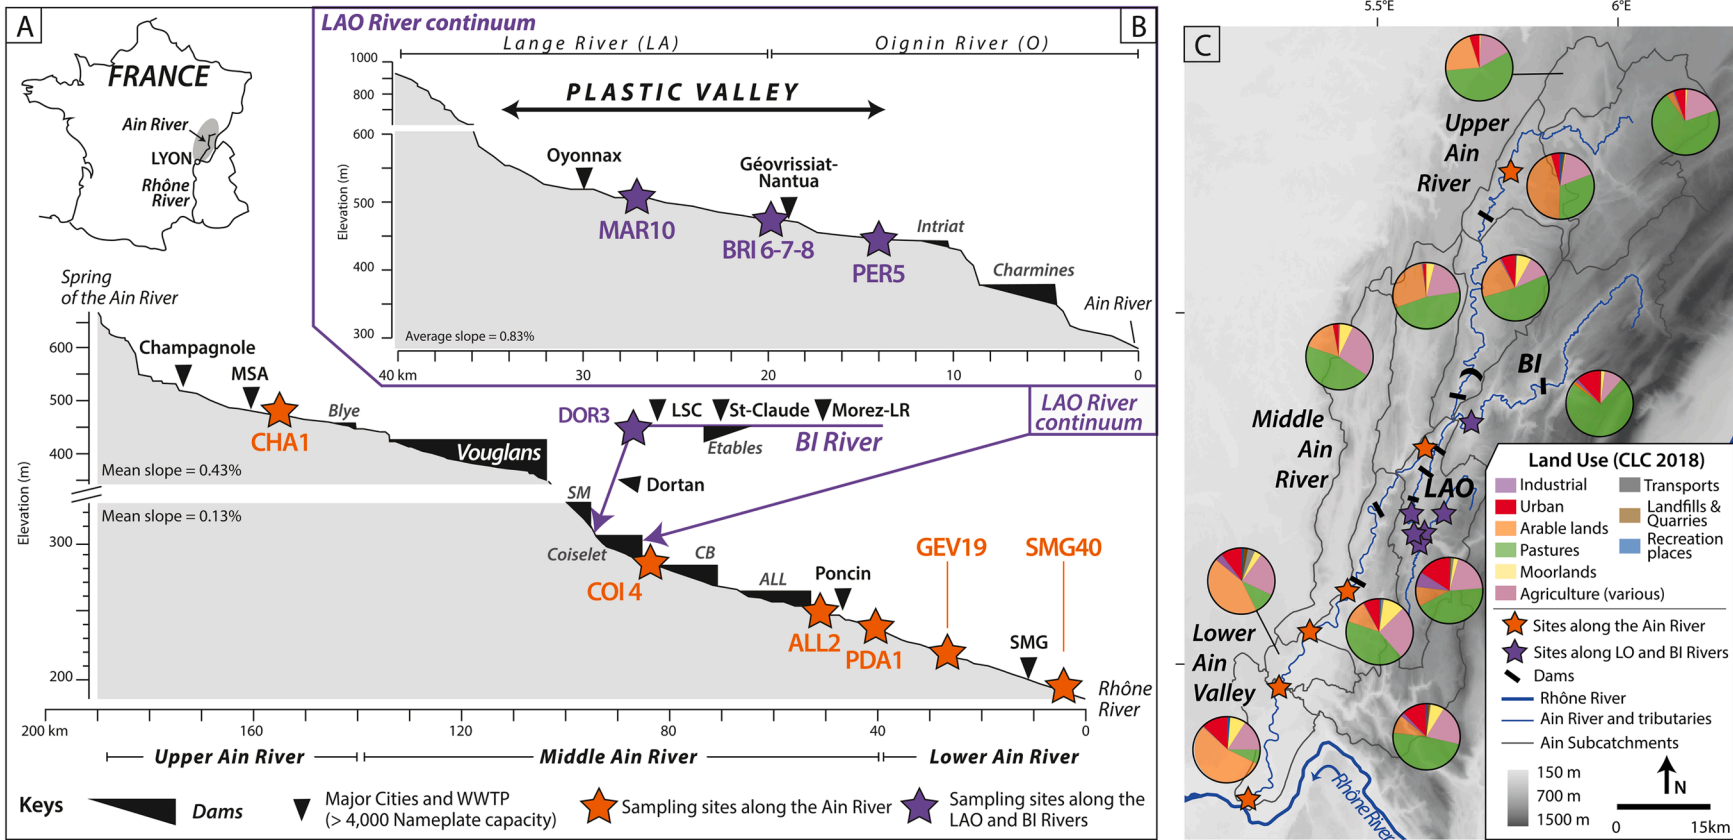 A
FRANCE
Ain River
LYON
Rhône
River
LAO River continuum
B
Lange River (LA)
Oignin River (O)
PLASTIC VALLEY
1000
800
600
500
400
300
Elevation (m)
Oyonnax
Géovrissiat-
Nantua
MAR10
BRI 6-7-8
PER5
Intriat
Charmines
Ain River
Average slope = 0.83%
40 km
30
20
10
0
Spring
of the Ain River
600
500
400
300
200
Elevation (m)
Champagnole
MSA
CHA1
Blye
Vouglans
Mean slope = 0.43%
Mean slope = 0.13%
DOR3
LSC
St-Claude
Morez-LR
Etables
BI River
LAO River
continuum
Dortan
SM
Coiselet
COI 4
CB
ALL
Poncin
ALL2
PDA1
GEV19
SMG40
SMG
Rhône
River
200 km
160
120
80
40
0
Upper Ain River
Middle Ain River
Lower Ain River
Keys
Dams
Major Cities and WWTP
(> 4,000 Nameplate capacity)
Sampling sites along the Ain River
Sampling sites along the
LAO and BI Rivers
C
5.5°E
6°E
Upper
Ain
River
Middle
Ain
River
Lower
Ain
Valley
BI
LAO
Rhône River
Land Use (CLC 2018)
Industrial
Urban
Arable lands
Pastures
Moorlands
Agriculture (various)
Transports
Landfills &
Quarries
Recreation
places
Sites along the Ain River
Sites along LO and BI Rivers
Dams
Rhône River
Ain River and tributaries
Ain Subcatchments
150 m
700 m
1500 m
N
0
15km